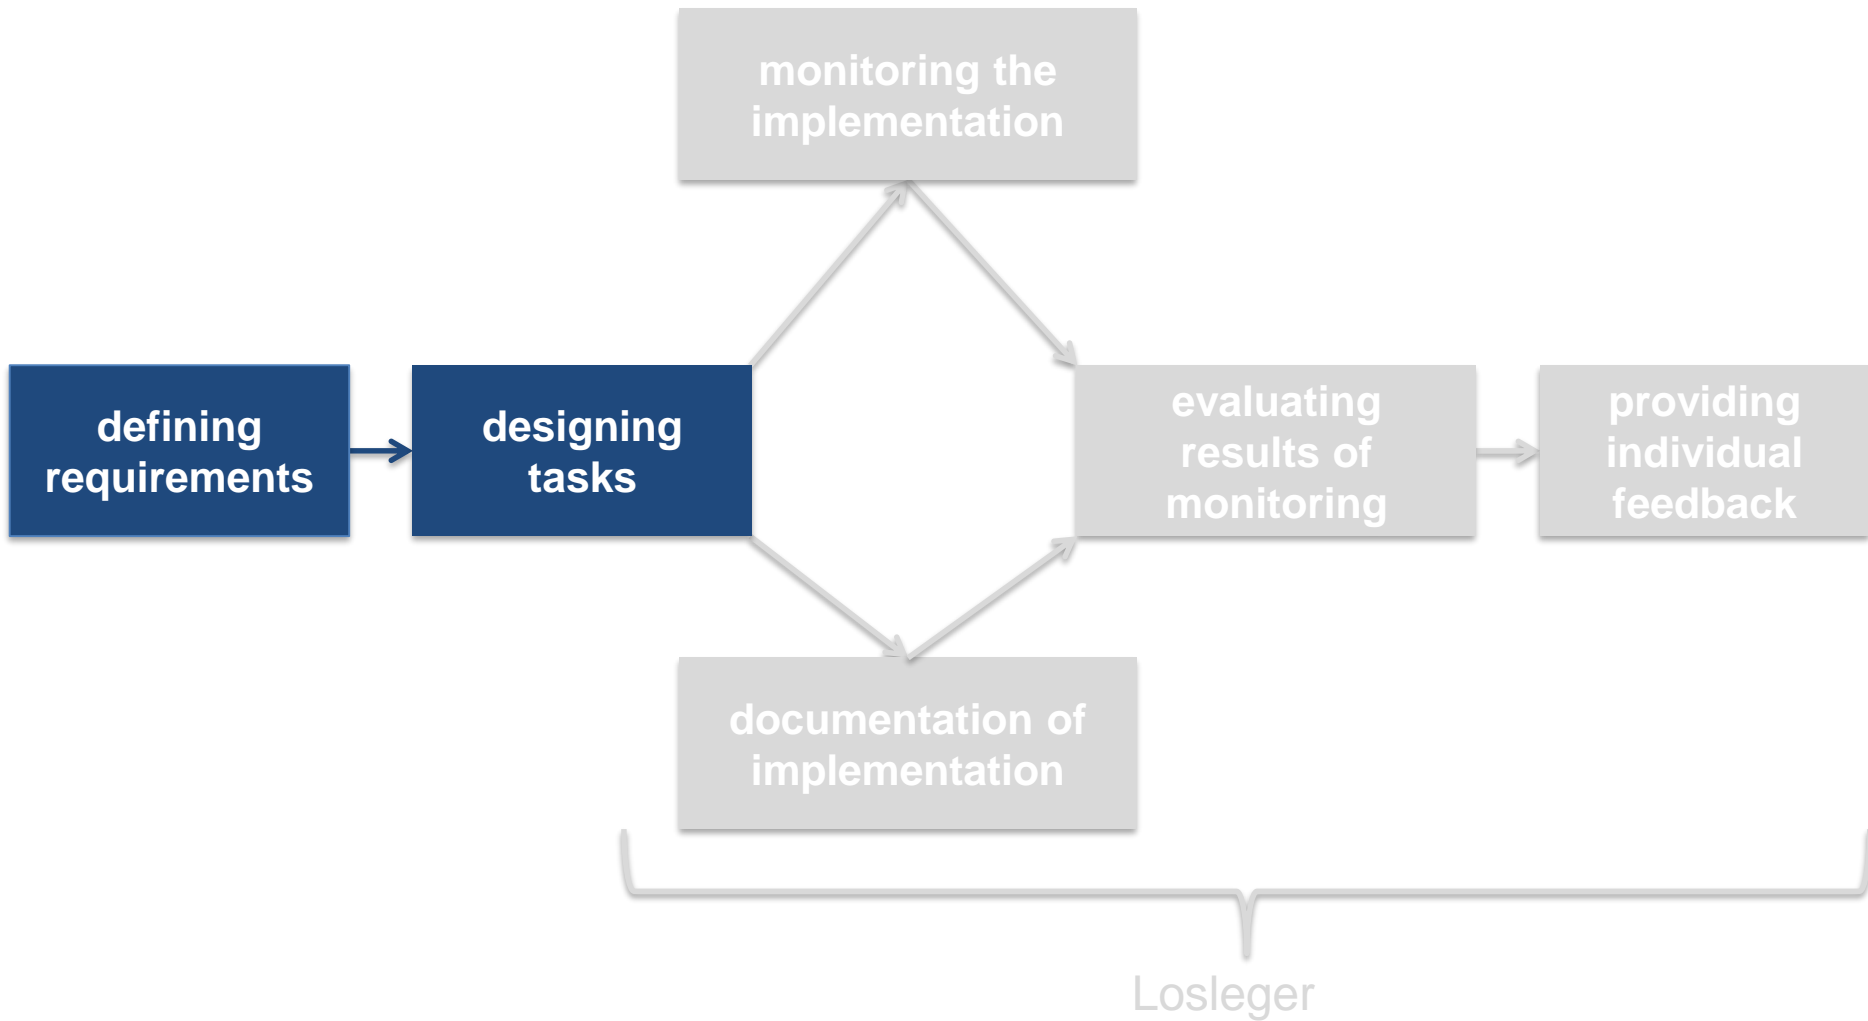 monitoring the
implementation
defining
requirements
designing
tasks
evaluating
results of
monitoring
providing
individual
feedback
documentation of
implementation
Losleger